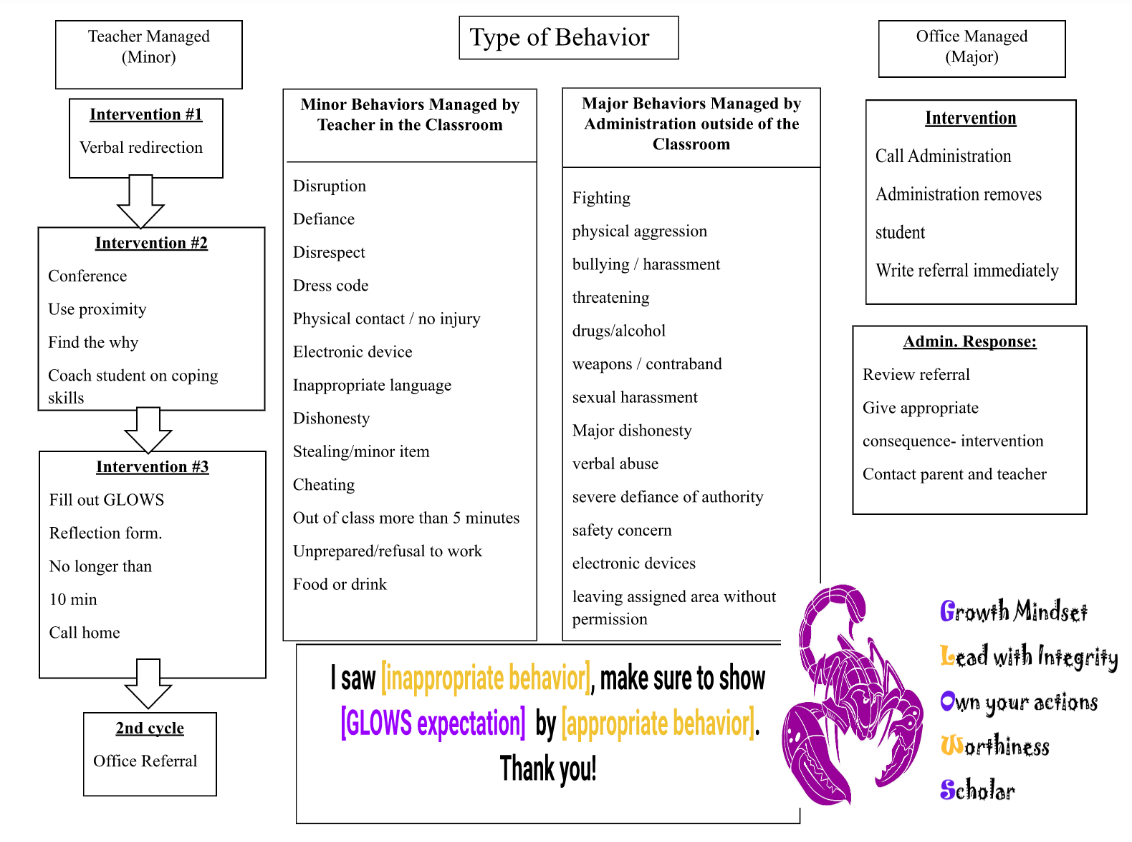 Teacher Managed
(Minor)
Type of Behavior
Office Managed
(Major)
Intervention #1
Verbal redirection
Intervention #2
Conference
Use proximity
Find the why
Coach student on coping
skills
Intervention #3
Fill out GLOWS
Reflection form.
No longer than
10 min
Call home
2nd cycle
Office Referral
Minor Behaviors Managed by
Teacher in the Classroom
Disruption
Defiance
Disrespect
Dress code
Physical contact / no injury
Electronic device
Inappropriate language
Dishonesty
Stealing/minor item
Cheating
Out of class more than 5 minutes
Unprepared/refusal to work
Food or drink
Major Behaviors Managed by
Administration outside of the
Classroom
Fighting
physical aggression
bullying / harassment
threatening
drugs/alcohol
weapons / contraband
sexual harassment
Major dishonesty
verbal abuse
severe defiance of authority
safety concern
electronic devices
leaving assigned area without
permission
Intervention
Call Administration
Administration removes
student
Write referral immediately
Admin. Response:
Review referral
Give appropriate
consequence- intervention
Contact parent and teacher
I saw [inappropriate behavior], make sure to show
[GLOWS expectation] by [appropriate behavior].
Thank you!
Growth Mindset
Lead with Integrity
Own your actions
Worthiness
Scholar